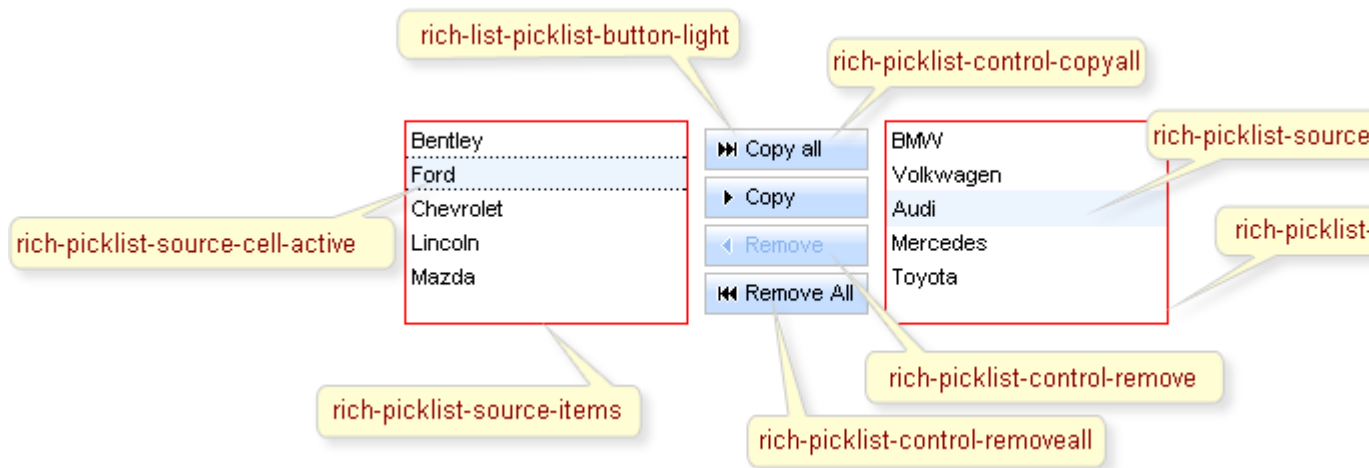 rich-list-picklist-button-light
rich-picklist-control-copyall
Bentley
Ford
Chevrolet
Lincoln
Mazda
Copy all
Copy
Remove
Remove All
BMW
Volkwagen
Audi
Mercedes
Toyota
rich-picklist-source
rich-picklist-
rich-picklist-source-cell-active
rich-picklist-control-remove
rich-picklist-source-items
rich-picklist-control-removeall